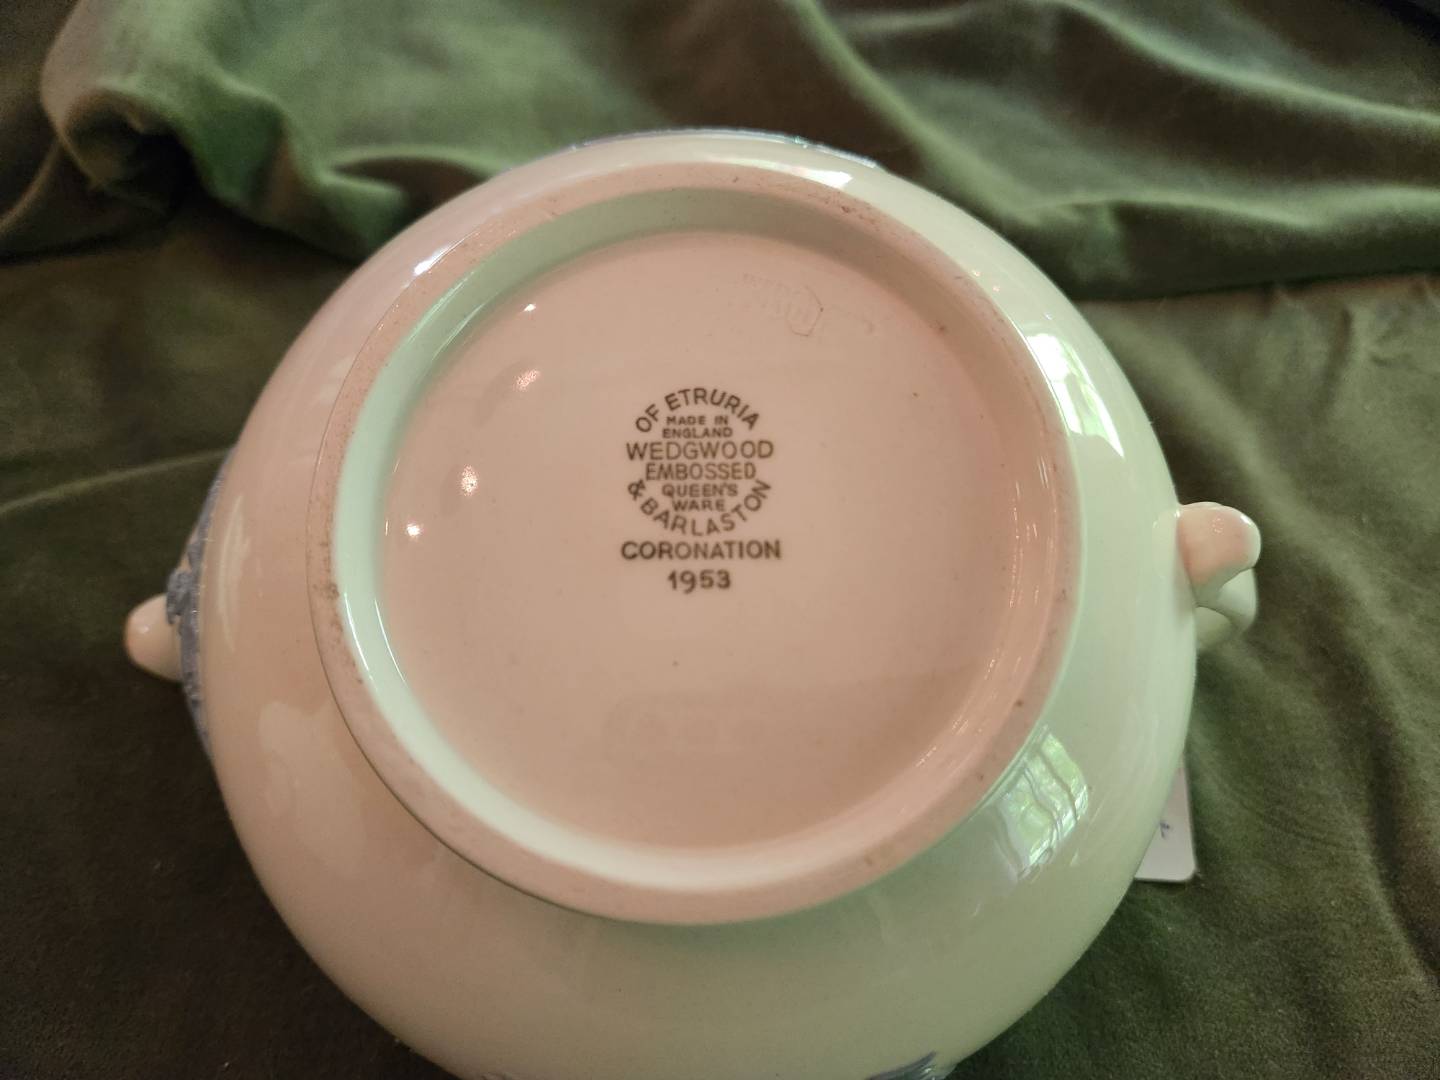 OF ETRURIA
MADE IN
ENGLAND
WEDGWOOD
EMBOSSED
QUEEN'S
WARE
& BARLASTON
CORONATION
1953